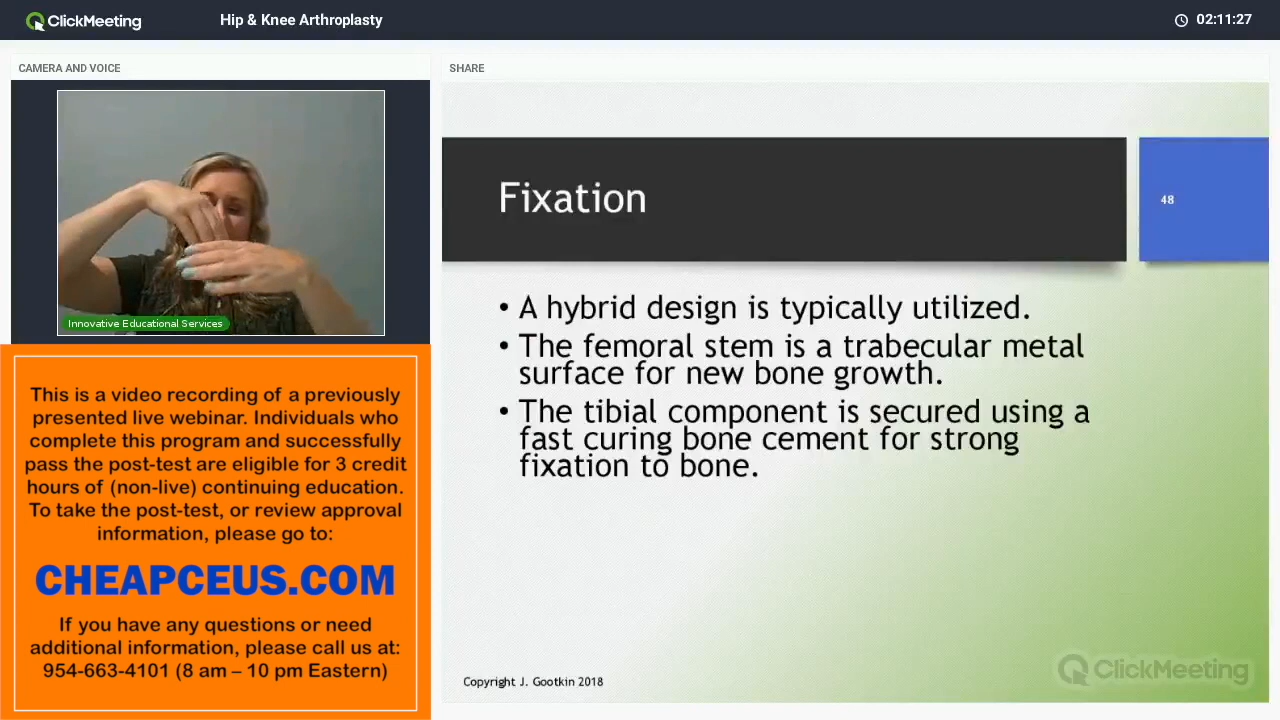 ClickMeeting
Hip & Knee Arthroplasty
02:11:27
CAMERA AND VOICE
SHARE
Innovative Educational Services
This is a video recording of a previously
presented live webinar. Individuals who
complete this program and successfully
pass the post-test are eligible for 3 credit
hours of (non-live) continuing education.
To take the post-test, or review approval
information, please go to:
CHEAPCEUS.COM
If you have any questions or need
additional information, please call us at:
954-663-4101 (8 am – 10 pm Eastern)
Fixation
48
• A hybrid design is typically utilized.
• The femoral stem is a trabecular metal
surface for new bone growth.
• The tibial component is secured using a
fast curing bone cement for strong
fixation to bone.
Copyright J. Gootkin 2018
ClickMeeting